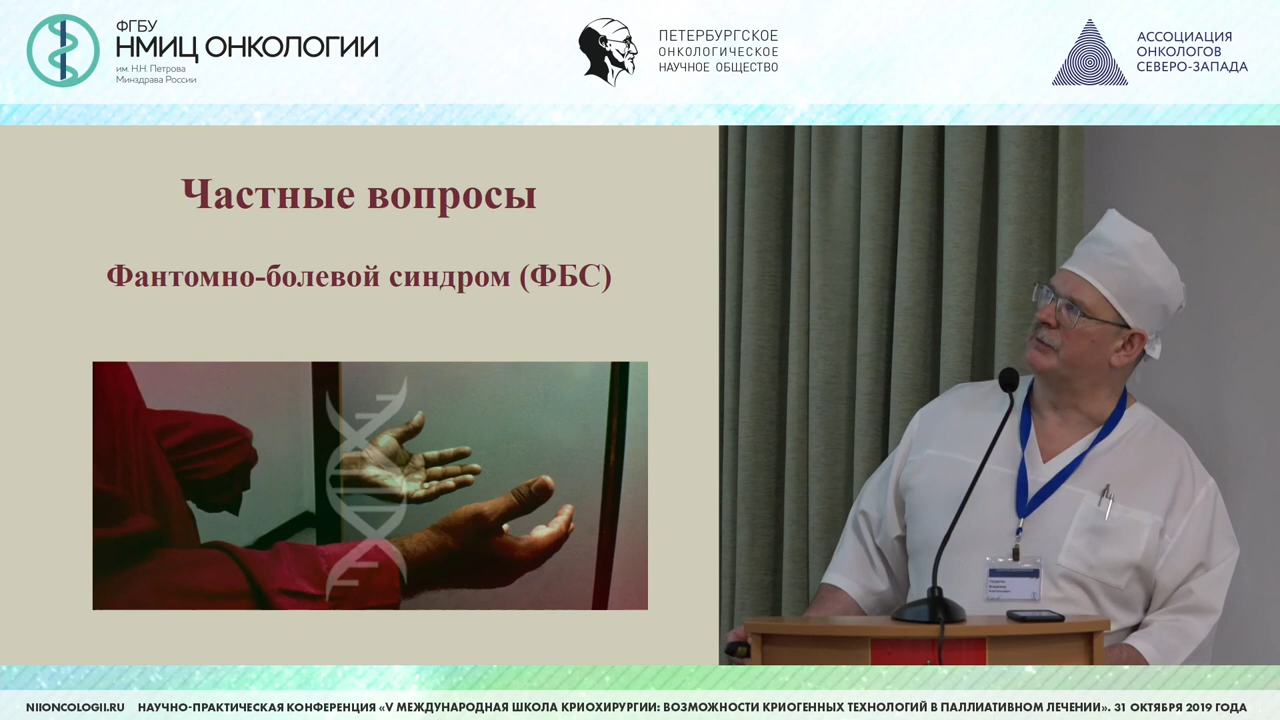 ФГБУ
НМИЦ ОНКОЛОГИИ
им. Н.Н. Петрова
Минздрава России
ПЕТЕРБУРГСКОЕ
ОНКОЛОГИЧЕСКОЕ
НАУЧНОЕ ОБЩЕСТВО
АССОЦИАЦИЯ
ОНКОЛОГОВ
СЕВЕРО-ЗАПАДА
Частные вопросы
Фантомно-болевой синдром (ФБС)
NIIONCOLOGII.RU НАУЧНО-ПРАКТИЧЕСКАЯ КОНФЕРЕНЦИЯ «V МЕЖДУНАРОДНАЯ ШКОЛА КРИОХИРУРГИИ: ВОЗМОЖНОСТИ КРИОГЕННЫХ ТЕХНОЛОГИЙ В ПАЛЛИАТИВНОМ ЛЕЧЕНИИ». 31 ОКТЯБРЯ 2019 ГОДА